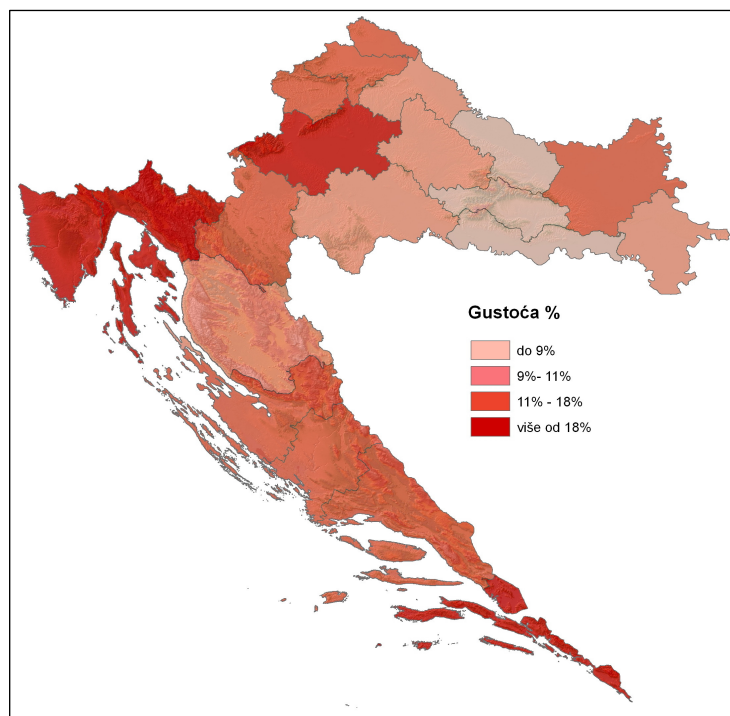 Gustoća %
do 9%
9%- 11%
11% - 18%
više od 18%